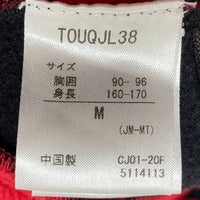 TOUQJL38
サイズ
胸囲 90- 96
身長 160-170
M
(JM-MT)
中国製 CJ01-20F
5114113